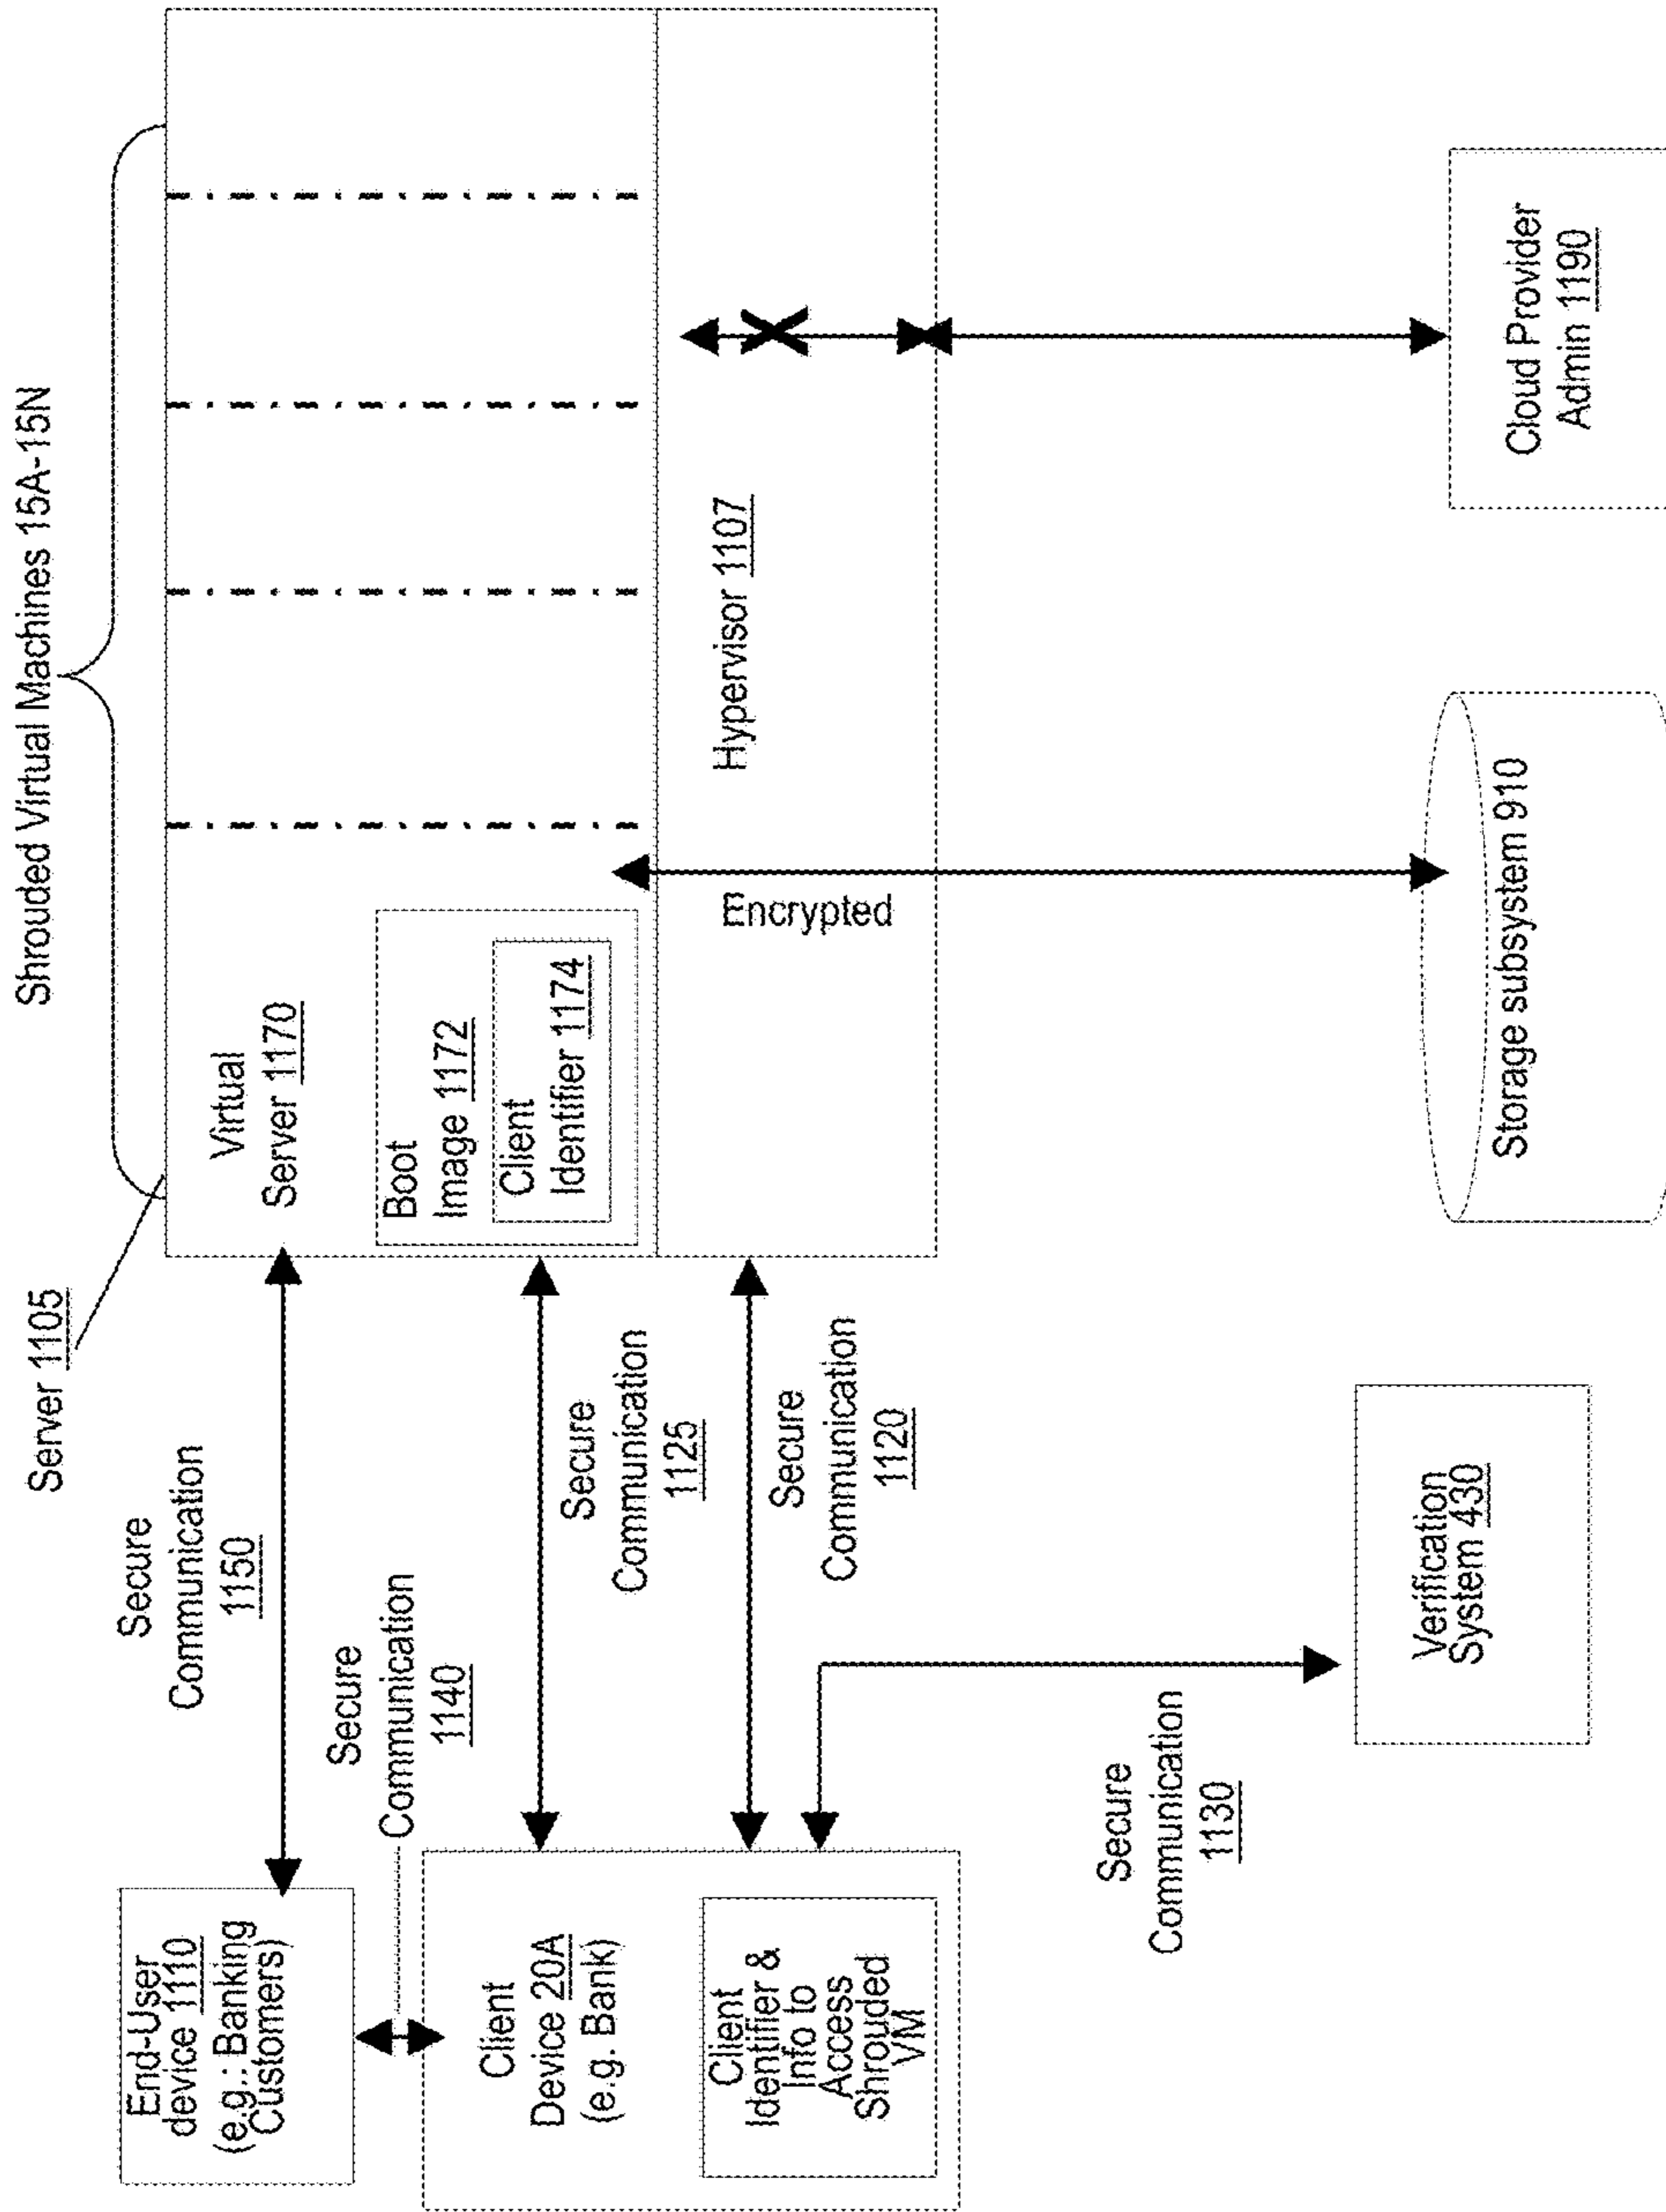 Shrouded Virtual Machines 15A-15N
Server 1105
End-User
device 1110
(e.g.: Banking
Customers)
Secure
Communication
1150
Virtual
Server 1170
Secure
Communication
1140
Boot
Image 1172
Client
Identifier 1174
Client
Device 20A
(e.g. Bank)
Secure
Communication
1125
Client
Identifier &
Info to
Access
Shrouded
VM
Secure
Communication
1120
Hypervisor 1107
Encrypted
Secure
Communication
1130
Verification
System 430
Storage subsystem 910
Cloud Provider
Admin 1190